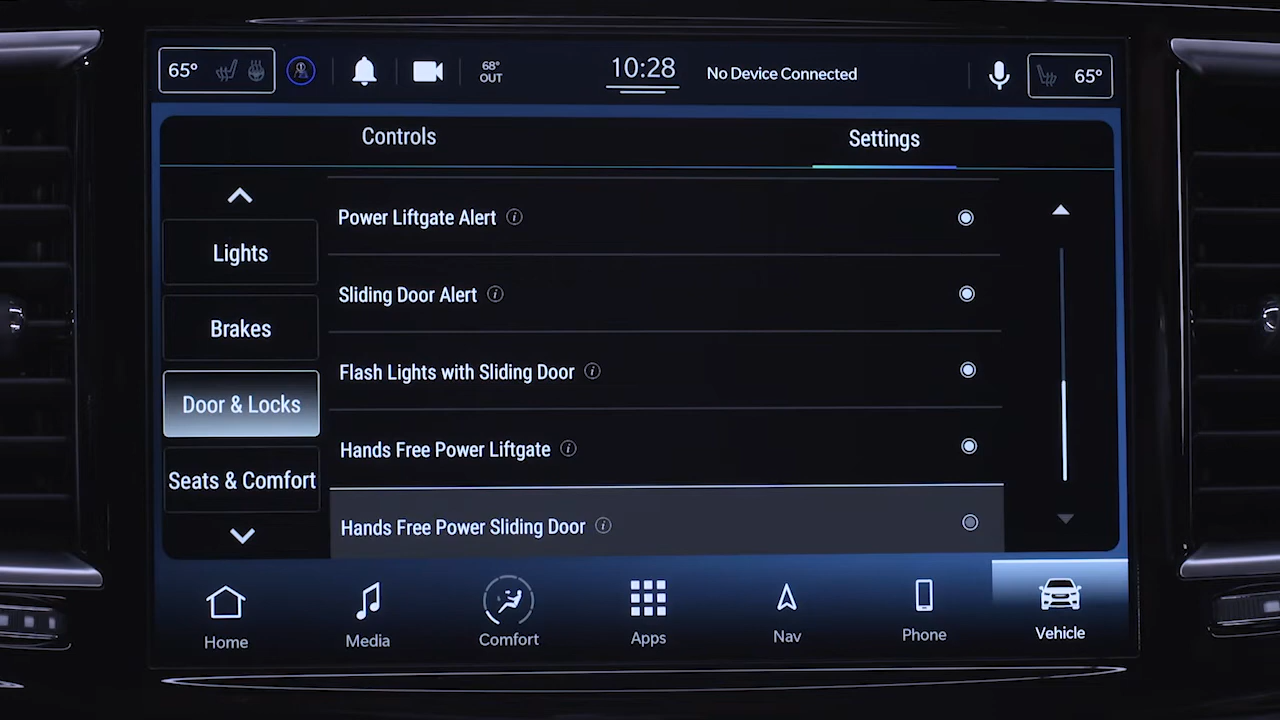 65°
68°
OUT
10:28
No Device Connected
65°
Controls
Settings
Lights
Brakes
Door & Locks
Seats & Comfort
Power Liftgate Alert
Sliding Door Alert
Flash Lights with Sliding Door
Hands Free Power Liftgate
Hands Free Power Sliding Door
Home
Media
Comfort
Apps
Nav
Phone
Vehicle